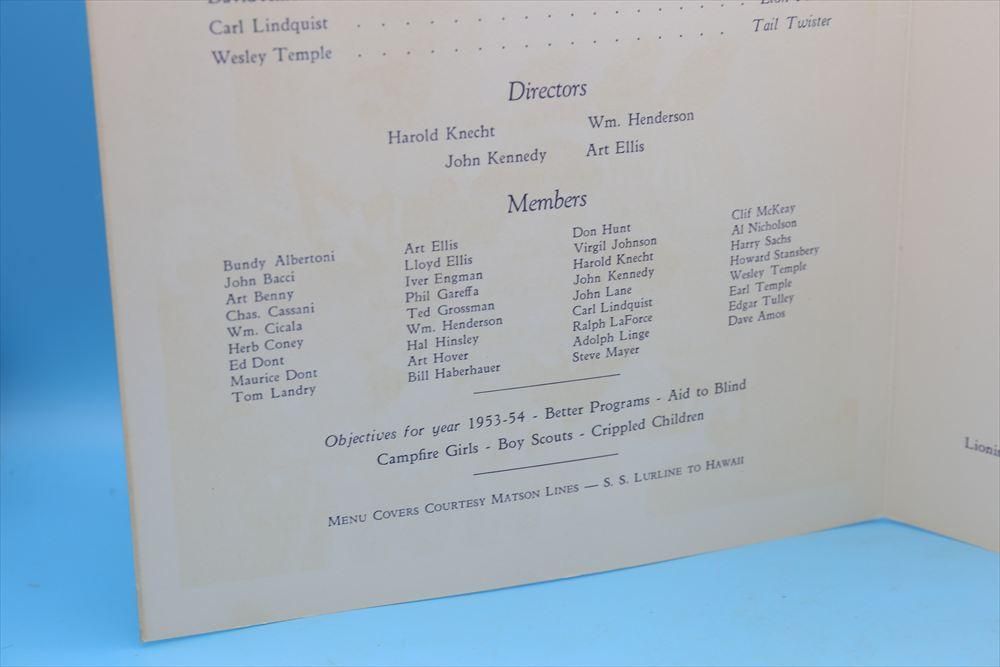 Carl Lindquist . . . . . . . . . . . . . . Lion
Wesley Temple . . . . . . . . . . . . . . Tail Twister
Directors
Harold Knecht Wm. Henderson
John Kennedy Art Ellis
Members
Bundy Albertoni
John Bacci
Art Benny
Chas. Cassani
Wm. Cicala
Herb Coney
Ed Dont
Maurice Dont
Tom Landry
Art Ellis
Lloyd Ellis
Iver Engman
Phil Gareffa
Ted Grossman
Wm. Henderson
Hal Hinsley
Art Hover
Bill Haberhauer
Don Hunt
Virgil Johnson
Harold Knecht
John Kennedy
John Lane
Carl Lindquist
Ralph LaForce
Adolph Linge
Steve Mayer
Clif McKeay
Al Nicholson
Harry Sachs
Howard Stansbery
Wesley Temple
Earl Temple
Edgar Tulley
Dave Amos
Objectives for year 1953-54 - Better Programs - Aid to Blind
Campfire Girls - Boy Scouts - Crippled Children
MENU COVERS COURTESY MATSON LINES — S. S. LURLINE TO HAWAII